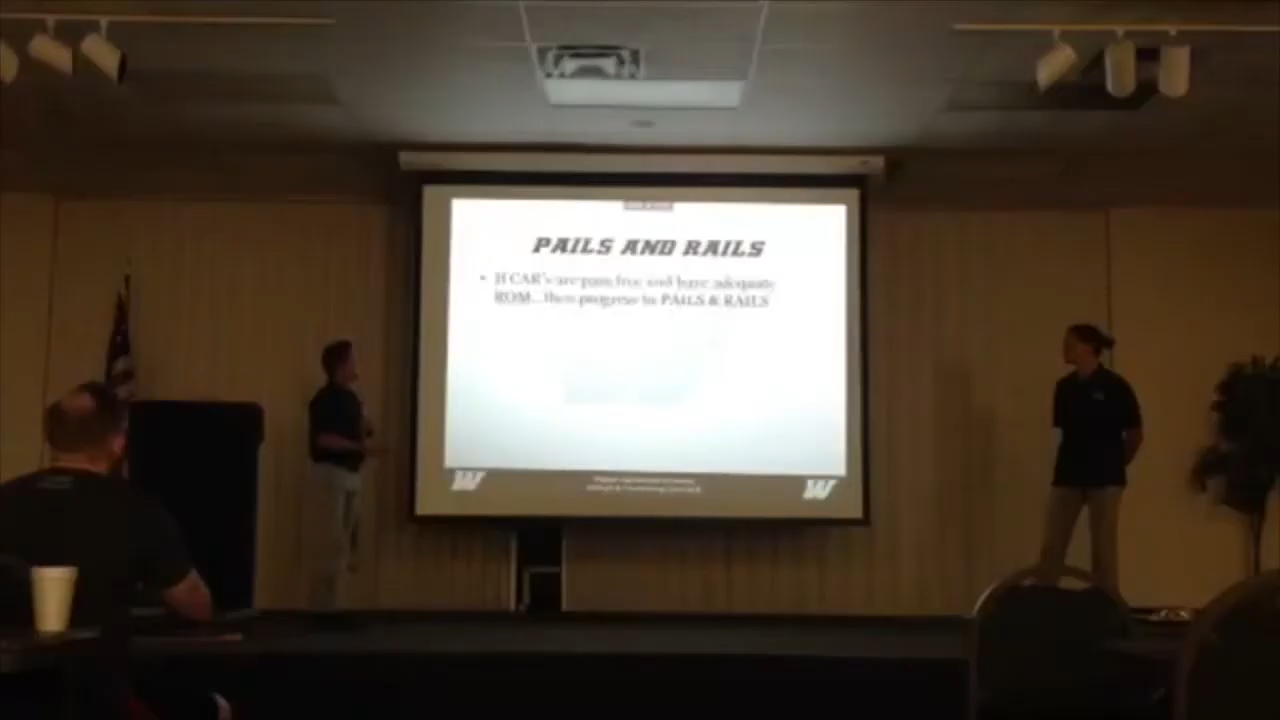 PAILS AND RAILS
• If CAR's are pain free and have adequate
ROM...then progress to PAILS & RAILS
W
W